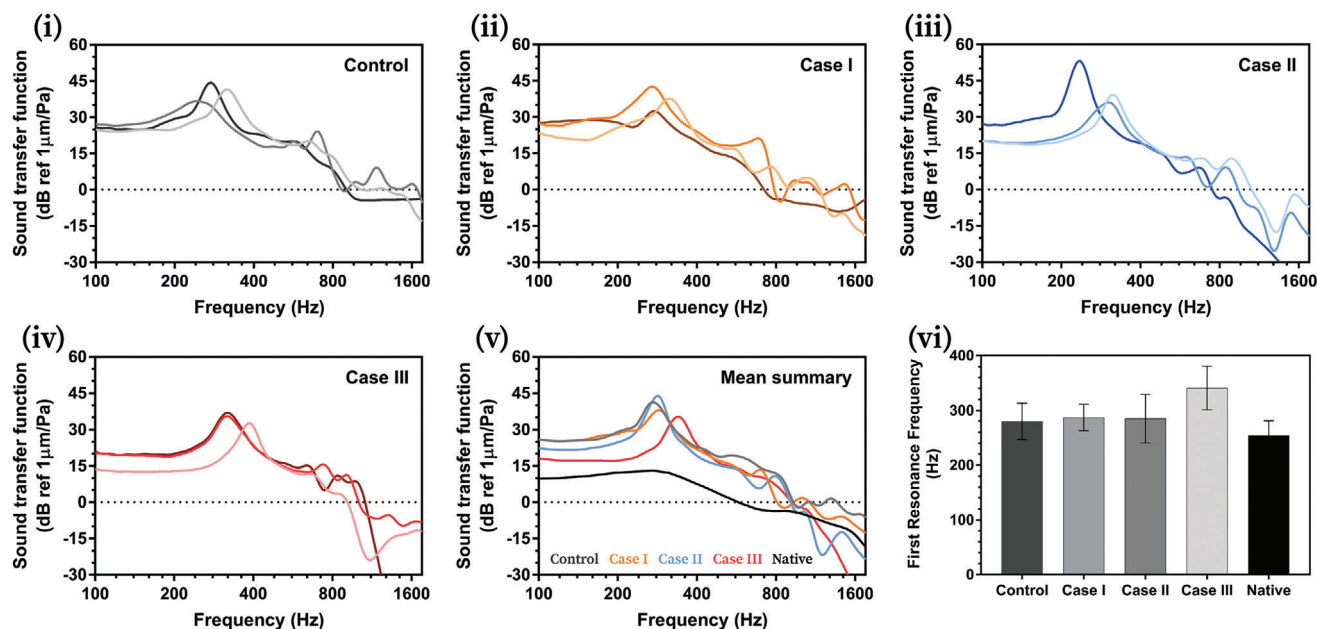 (i)
Sound transfer function
(dB ref 1µm/Pa)
60
45
30
15
0
-15
-30
Control
100 200 400 800 1600
Frequency (Hz)
(ii)
Sound transfer function
(dB ref 1µm/Pa)
60
45
30
15
0
-15
-30
Case I
100 200 400 800 1600
Frequency (Hz)
(iii)
Sound transfer function
(dB ref 1µm/Pa)
60
45
30
15
0
-15
-30
Case II
100 200 400 800 1600
Frequency (Hz)
(iv)
Sound transfer function
(dB ref 1µm/Pa)
60
45
30
15
0
-15
-30
Case III
100 200 400 800 1600
Frequency (Hz)
(v)
Sound transfer function
(dB ref 1µm/Pa)
60
45
30
15
0
-15
-30
Mean summary
Control Case I Case II Case III Native
100 200 400 800 1600
Frequency (Hz)
(vi)
First Resonance Frequency
(Hz)
400
300
200
100
0
Control Case I Case II Case III Native